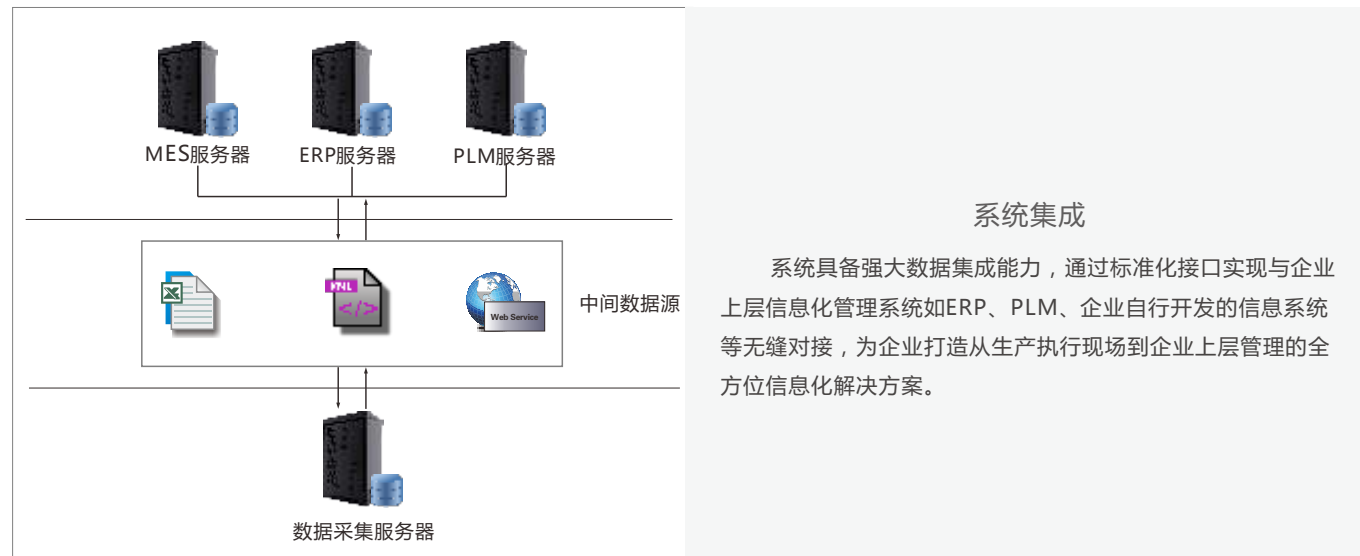 MES服务器
ERP服务器
PLM服务器
中间数据源
Web Service
数据采集服务器
系统集成
系统具备强大数据集成能力，通过标准化接口实现与企业
上层信息化管理系统如ERP、PLM、企业自行开发的信息系统
等无缝对接，为企业打造从生产执行现场到企业上层管理的全
方位信息化解决方案。